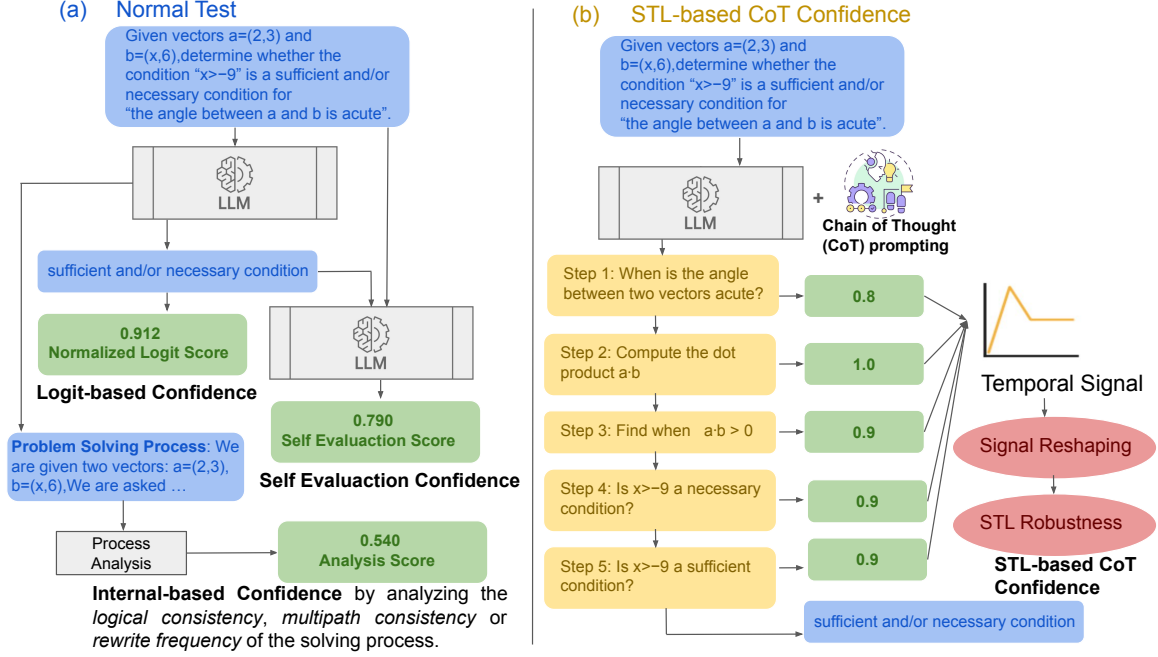 (a) Normal Test
Given vectors a=(2,3) and
b=(x,6),determine whether the
condition “x>−9” is a sufficient and/or
necessary condition for
“the angle between a and b is acute”.
LLM
sufficient and/or necessary condition
0.912
Normalized Logit Score
Logit-based Confidence
LLM
0.790
Self Evaluaction Score
Self Evaluaction Confidence
Problem Solving Process: We
are given two vectors: a=(2,3),
b=(x,6),We are asked ...
Process
Analysis
0.540
Analysis Score
Internal-based Confidence by analyzing the
logical consistency, multipath consistency or
rewrite frequency of the solving process.
(b) STL-based CoT Confidence
Given vectors a=(2,3) and
b=(x,6),determine whether the
condition “x>−9” is a sufficient and/or
necessary condition for
“the angle between a and b is acute”.
LLM
+
Chain of Thought
(CoT) prompting
Step 1: When is the angle
between two vectors acute?
0.8
Step 2: Compute the dot
product a·b
1.0
Step 3: Find when a·b > 0
0.9
Step 4: Is x>−9 a necessary
condition?
0.9
Step 5: Is x>−9 a sufficient
condition?
0.9
Temporal Signal
Signal Reshaping
STL Robustness
STL-based CoT
Confidence
sufficient and/or necessary condition